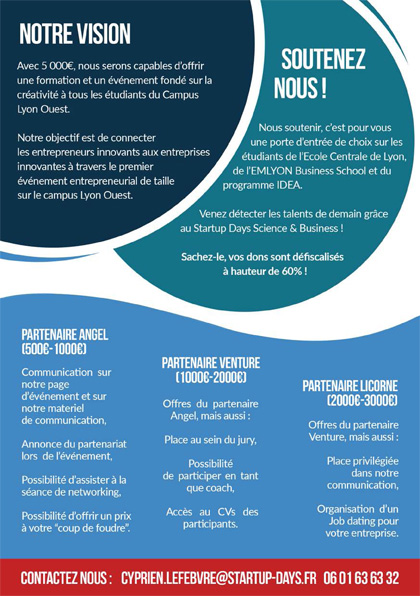 NOTRE VISION
Avec 5 000€, nous serons capables d'offrir
une formation et un événement fondé sur la
créativité à tous les étudiants du Campus
Lyon Ouest.
Notre objectif est de connecter
les entrepreneurs innovants aux entreprises
innovantes à travers le premier
événement entrepreneurial de taille
sur le campus Lyon Ouest.
SOUTENEZ
NOUS !
Nous soutenir, c'est pour vous
une porte d'entrée de choix sur les
étudiants de l'Ecole Centrale de Lyon,
de l'EMLYON Business School et du
programme IDEA.
Venez détecter les talents de demain grâce
au Startup Days Science & Business !
Sachez-le, vos dons sont défiscalisés
à hauteur de 60% !
PARTENAIRE ANGEL
(500€-1000€)
Communication sur
notre page
d'événement et sur
notre materiel
de communication,
Annonce du partenariat
lors de l'événement,
Possibilité d'assister à la
séance de networking,
Possibilité d'offrir un prix
à votre “coup de foudre”.
PARTENAIRE VENTURE
(1000€-2000€)
Offres du partenaire
Angel, mais aussi :
Place au sein du jury,
Possibilité
de participer en tant
que coach,
Accès au CVs des
participants.
PARTENAIRE LICORNE
(2000€-3000€)
Offres du partenaire
Venture, mais aussi :
Place privilégiée
dans notre
communication,
Organisation d'un
Job dating pour
votre entreprise.
CONTACTEZ NOUS : CYPRIEN.LEFEBVRE@STARTUP-DAYS.FR 06 01 63 63 32